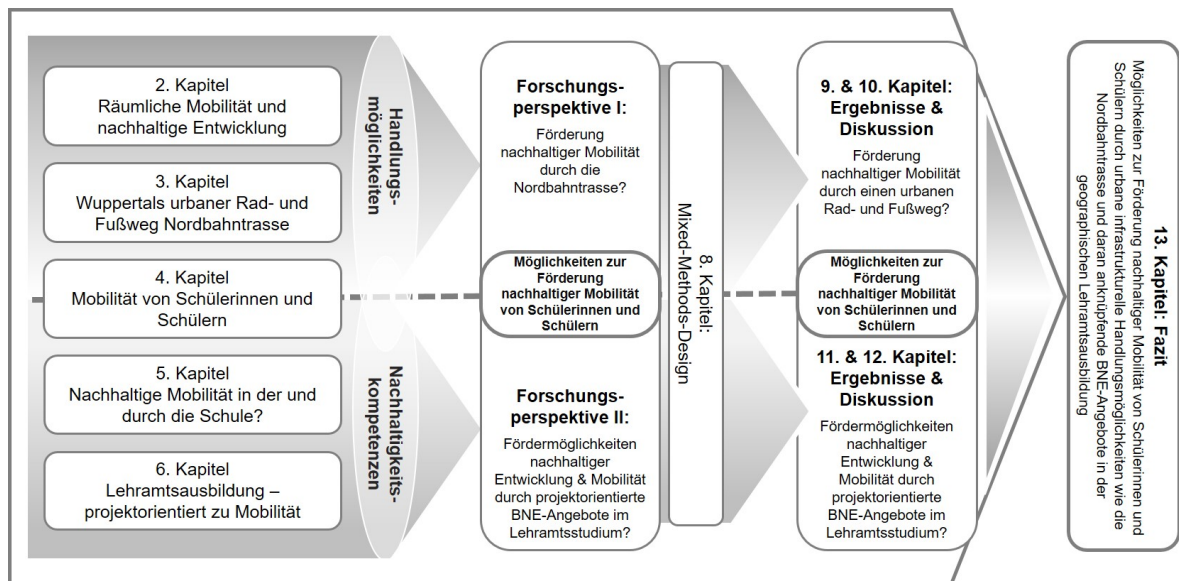 2. Kapitel
Räumliche Mobilität und
nachhaltige Entwicklung
3. Kapitel
Wuppertals urbaner Rad- und
Fußweg Nordbahntrasse
4. Kapitel
Mobilität von Schülerinnen und
Schülern
5. Kapitel
Nachhaltige Mobilität in der und
durch die Schule?
6. Kapitel
Lehramtsausbildung –
projektorientiert zu Mobilität
Handlungs-
möglichkeiten
Nachhaltigkeits-
kompetenzen
Forschungs-
perspektive I:
Förderung
nachhaltiger Mobilität
durch die
Nordbahntrasse?
Möglichkeiten zur
Förderung
nachhaltiger Mobilität
von Schülerinnen und
Schülern
Forschungs-
perspektive II:
Fördermöglichkeiten
nachhaltiger
Entwicklung & Mobilität
durch projektorientierte
BNE-Angebote im
Lehramtsstudium?
8. Kapitel:
Mixed-Methods-Design
9. & 10. Kapitel:
Ergebnisse &
Diskussion
Förderung
nachhaltiger Mobilität
durch einen urbanen
Rad- und Fußweg?
Möglichkeiten zur
Förderung
nachhaltiger Mobilität
von Schülerinnen und
Schülern
11. & 12. Kapitel:
Ergebnisse &
Diskussion
Fördermöglichkeiten
nachhaltiger
Entwicklung &
Mobilität durch
projektorientierte
BNE-Angebote im
Lehramtsstudium?
13. Kapitel: Fazit
Möglichkeiten zur Förderung nachhaltiger Mobilität von Schülerinnen und
Schülern durch urbane infrastrukturelle Handlungsmöglichkeiten wie die
Nordbahntrasse und daran anknüpfende BNE-Angebote in der
geographischen Lehramtsausbildung